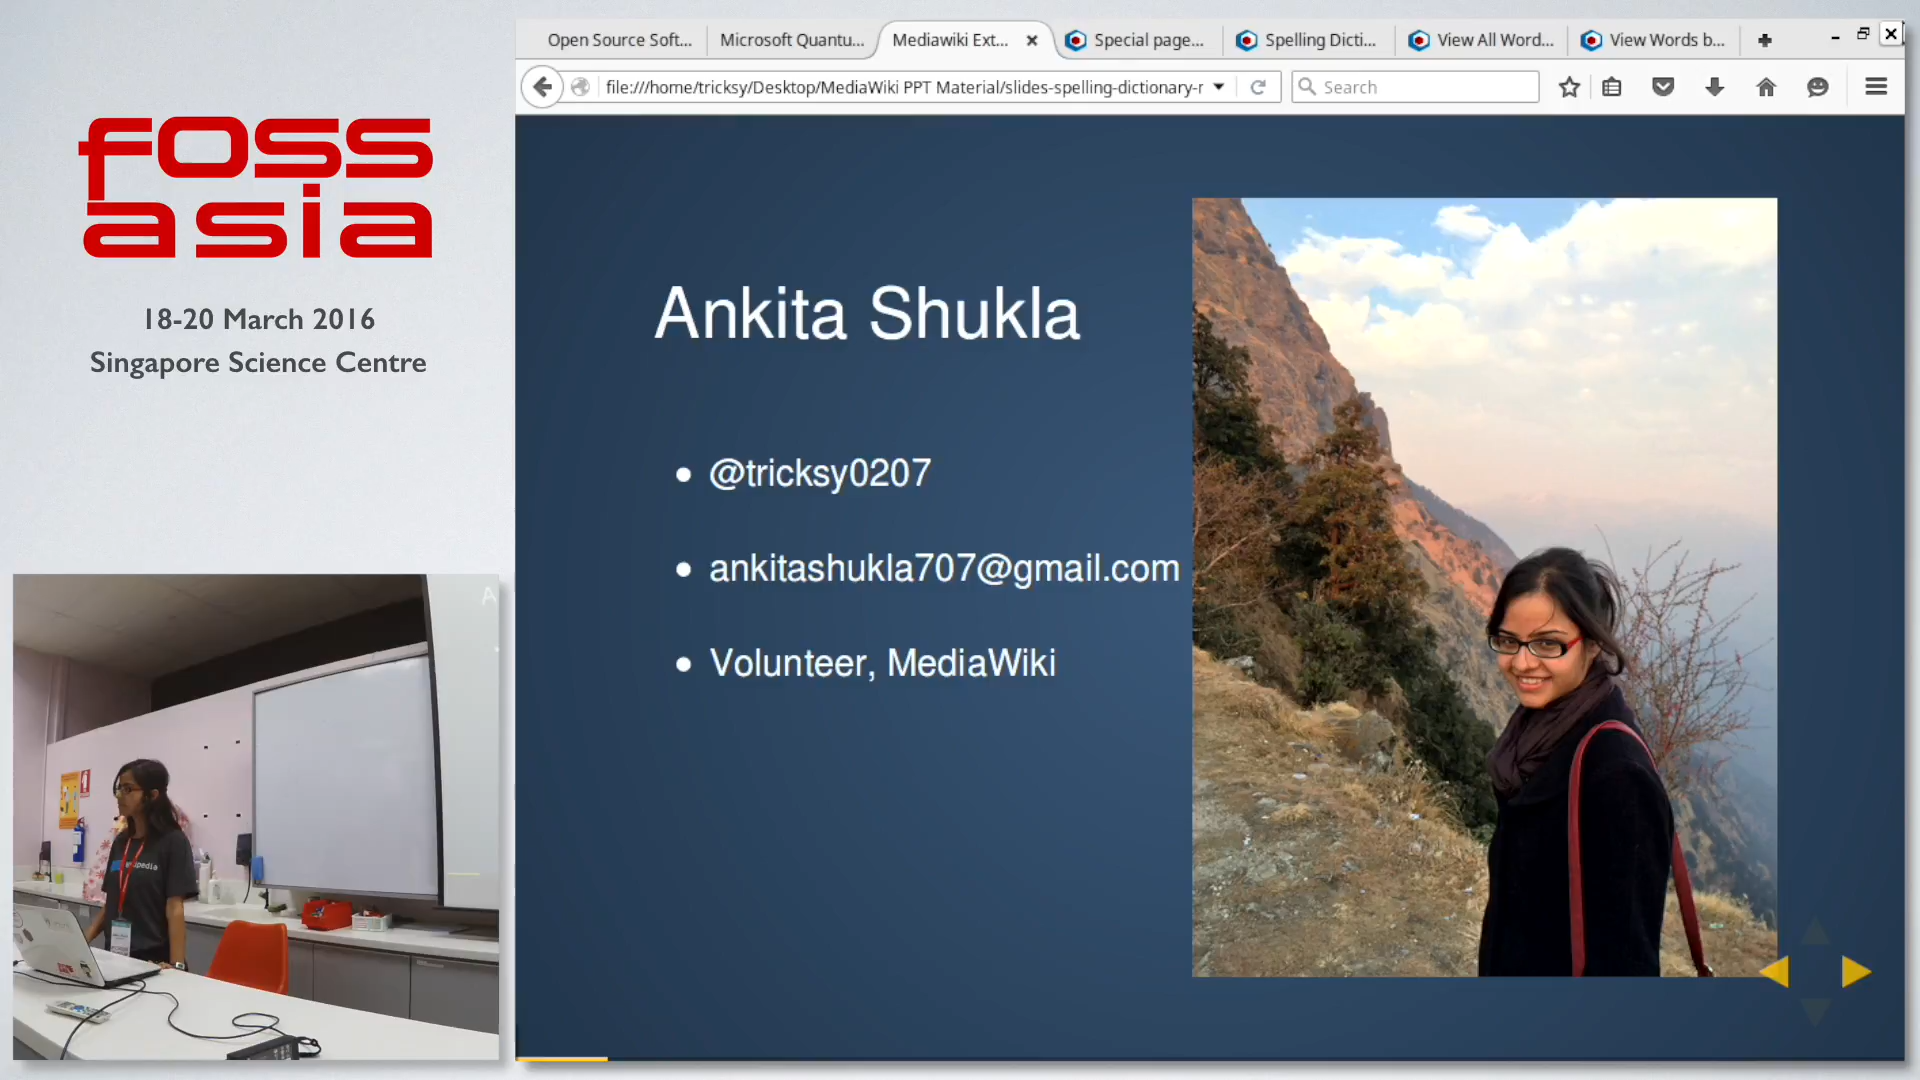 foss
asia
18-20 March 2016
Singapore Science Centre
Open Source Soft...
Microsoft Quantu...
Mediawiki Ext...
Special page...
Spelling Dicti...
View All Word...
View Words b...
file:///home/tricksy/Desktop/MediaWiki PPT Material/slides-spelling-dictionary-r
Search
Ankita Shukla
@tricksy0207
ankitashukla707@gmail.com
Volunteer, MediaWiki
A